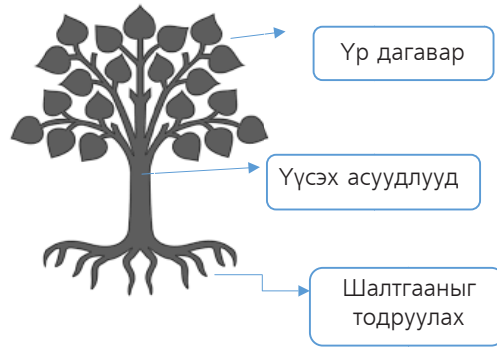 Үр дагавар
Үүсэх асуудлууд
Шалтгааныг
тодруулах